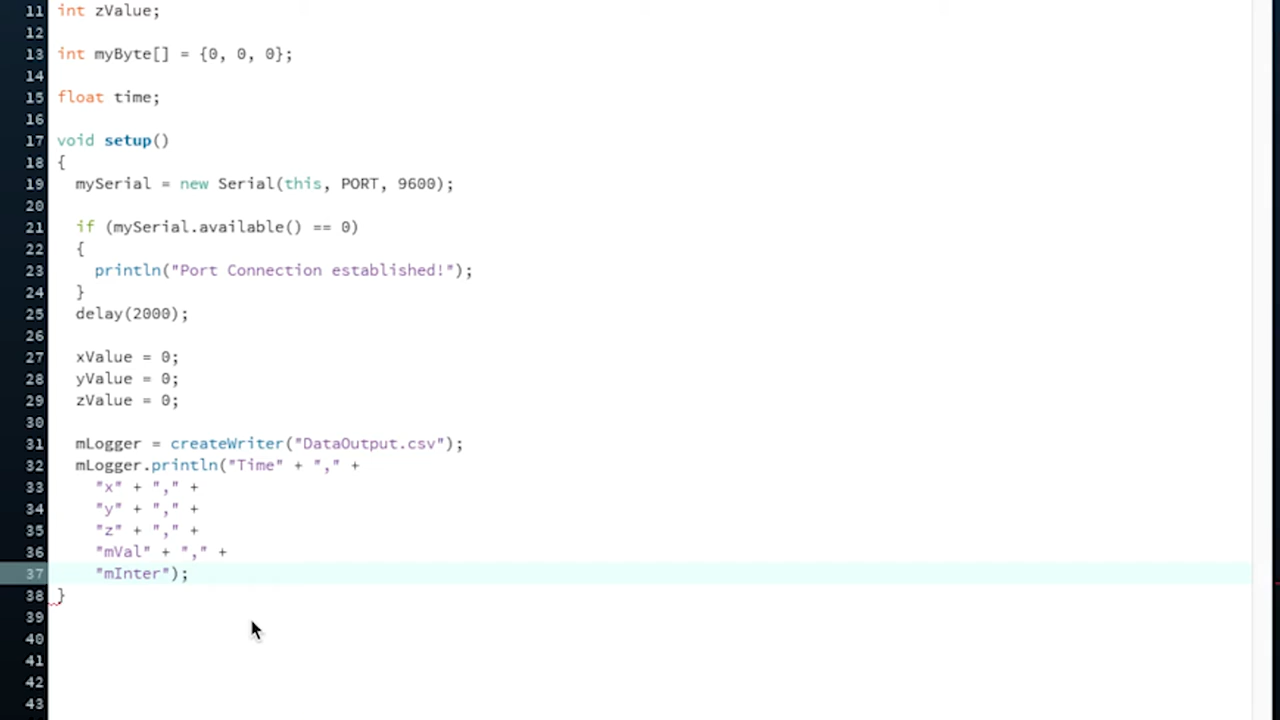 11 int zValue;
12
13 int myByte[] = {0, 0, 0};
14
15 float time;
16
17 void setup()
18 {
19   mySerial = new Serial(this, PORT, 9600);
20
21   if (mySerial.available() == 0)
22   {
23     println("Port Connection established!");
24   }
25   delay(2000);
26
27   xValue = 0;
28   yValue = 0;
29   zValue = 0;
30
31   mLogger = createWriter("DataOutput.csv");
32   mLogger.println("Time" + "," +
33     "x" + "," +
34     "y" + "," +
35     "z" + "," +
36     "mVal" + "," +
37     "mInter");
38 }
39
40
41
42
43